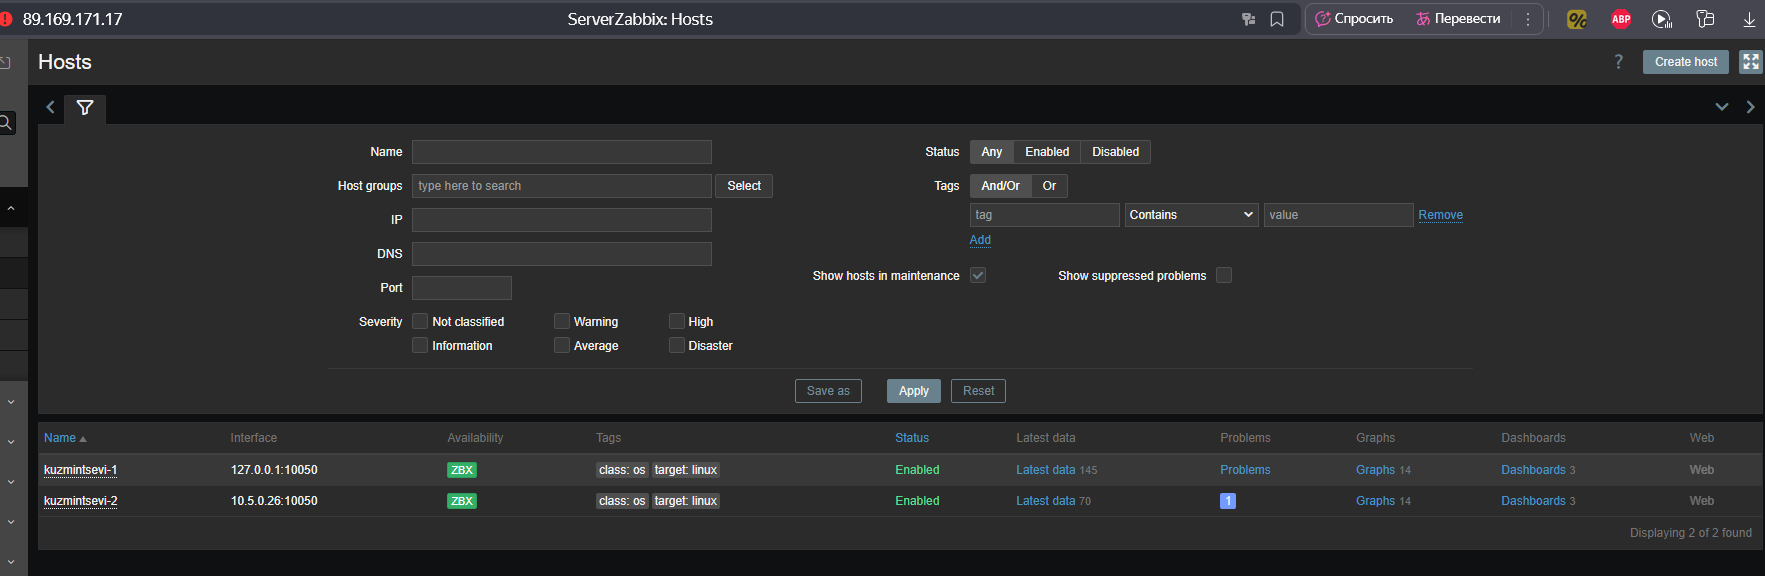 89.169.171.17 ServerZabbix: Hosts Спросить Перевести ABP
Hosts ? Create host
Name Status Any Enabled Disabled
Host groups type here to search Select Tags And/Or Or
IP tag Contains value Remove
Add
DNS
Show hosts in maintenance Show suppressed problems
Port
Severity Not classified Warning High
Information Average Disaster
Save as Apply Reset
Name Interface Availability Tags Status Latest data Problems Graphs Dashboards Web
kuzmintsevi-1 127.0.0.1:10050 ZBX class: os target: linux Enabled Latest data 145 Problems Graphs 14 Dashboards 3 Web
kuzmintsevi-2 10.5.0.26:10050 ZBX class: os target: linux Enabled Latest data 70 1 Graphs 14 Dashboards 3 Web
Displaying 2 of 2 found